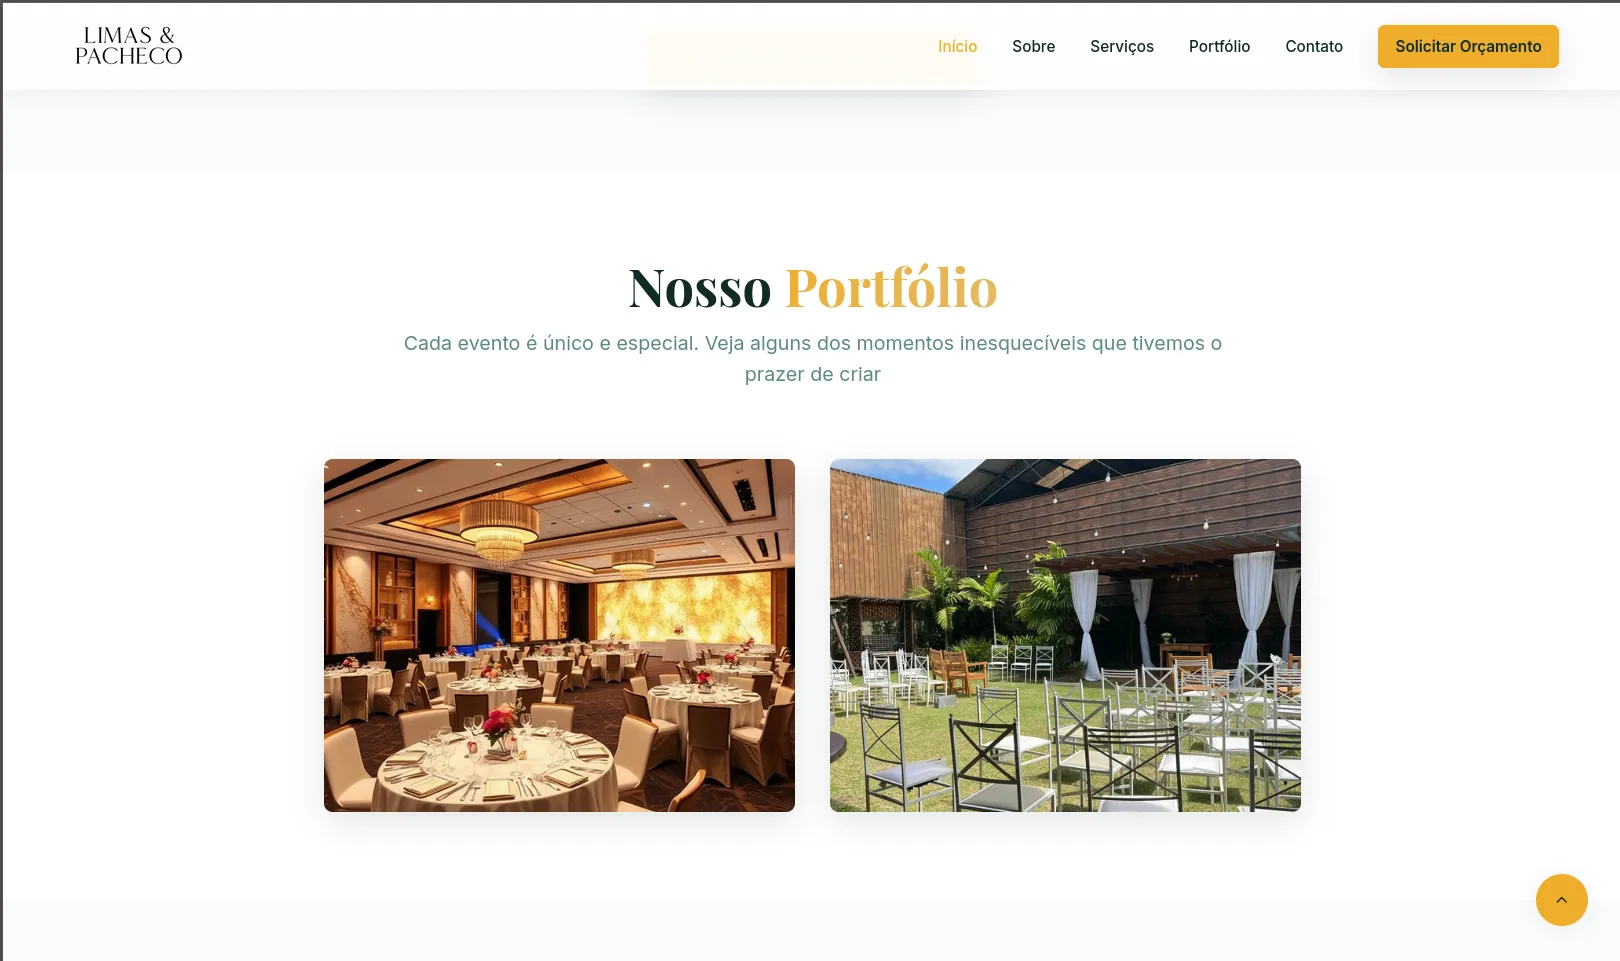 LIMAS &
PACHECO
Início
Sobre
Serviços
Portfólio
Contato
Solicitar Orçamento
Nosso Portfólio
Cada evento é único e especial. Veja alguns dos momentos inesquecíveis que tivemos o
prazer de criar